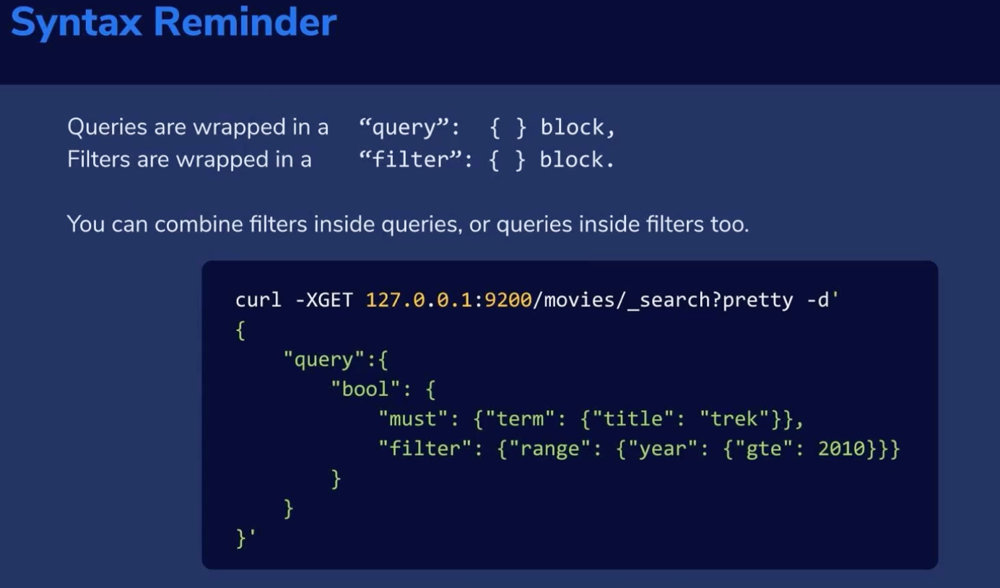 Syntax Reminder
Queries are wrapped in a “query”: { } block,
Filters are wrapped in a “filter”: { } block.
You can combine filters inside queries, or queries inside filters too.
curl -XGET 127.0.0.1:9200/movies/_search?pretty -d'
{
    "query":{
        "bool": {
            "must": {"term": {"title": "trek"}},
            "filter": {"range": {"year": {"gte": 2010}}}
        }
    }
}'